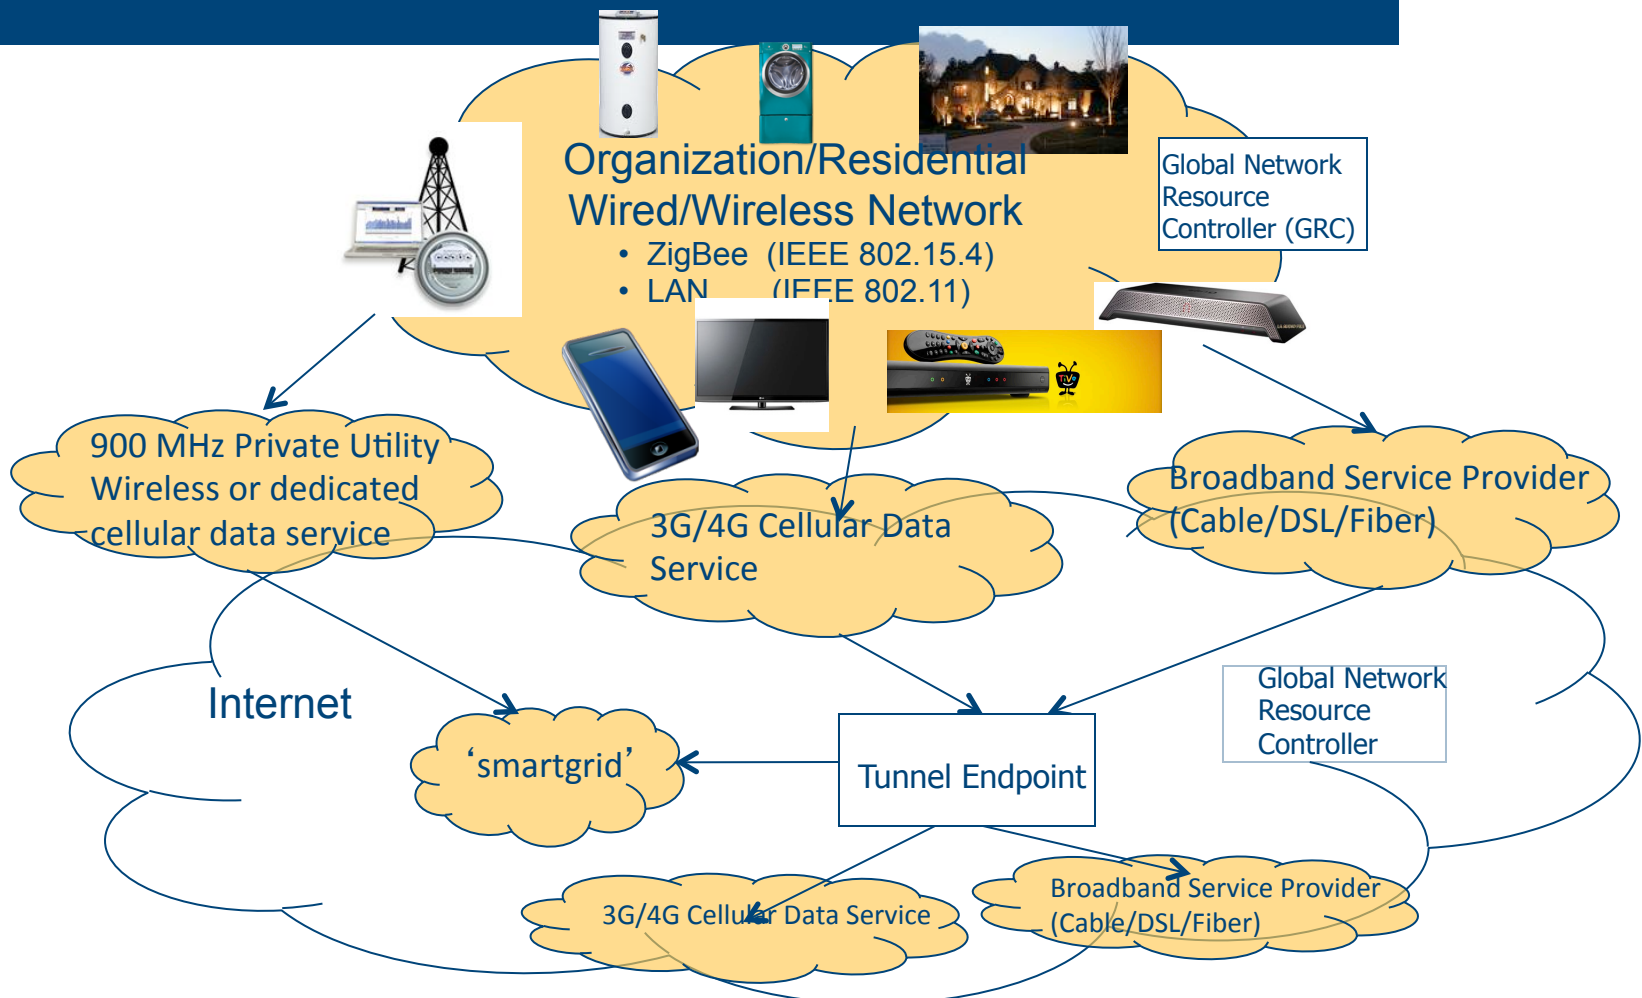 Organization/Residential
Wired/Wireless Network
• ZigBee (IEEE 802.15.4)
• LAN (IEEE 802.11)
Global Network
Resource
Controller (GRC)
TiVo
900 MHz Private Utility
Wireless or dedicated
cellular data service
3G/4G Cellular Data
Service
Broadband Service Provider
(Cable/DSL/Fiber)
Internet
‘smartgrid’
Tunnel Endpoint
Global Network
Resource
Controller
3G/4G Cellular Data Service
Broadband Service Provider
(Cable/DSL/Fiber)